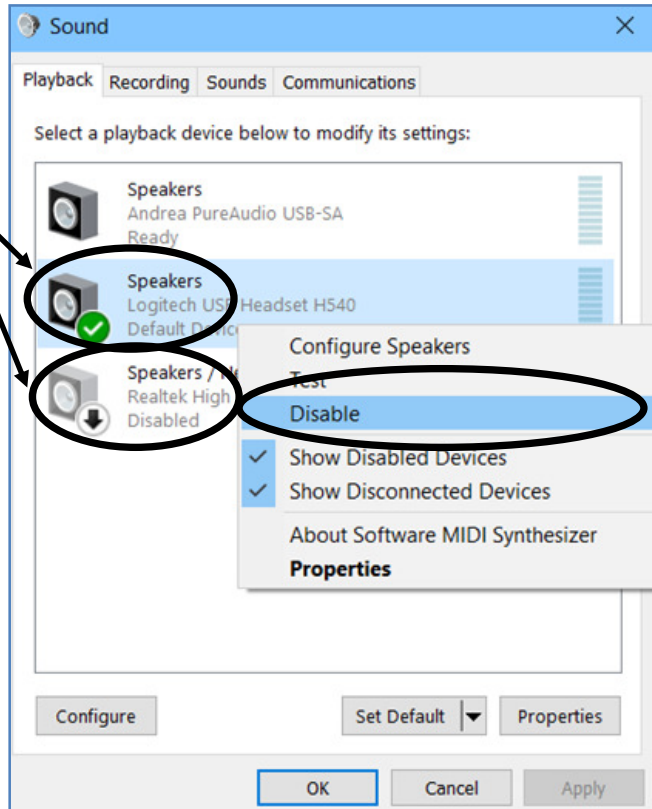 Sound
Playback Recording Sounds Communications
Select a playback device below to modify its settings:
Speakers
Andrea PureAudio USB-SA
Ready
Speakers
Logitech USB Headset H540
Default Device
Speakers /
Realtek High
Disabled
Configure Speakers
Test
Disable
Show Disabled Devices
Show Disconnected Devices
About Software MIDI Synthesizer
Properties
Configure Set Default Properties
OK Cancel Apply